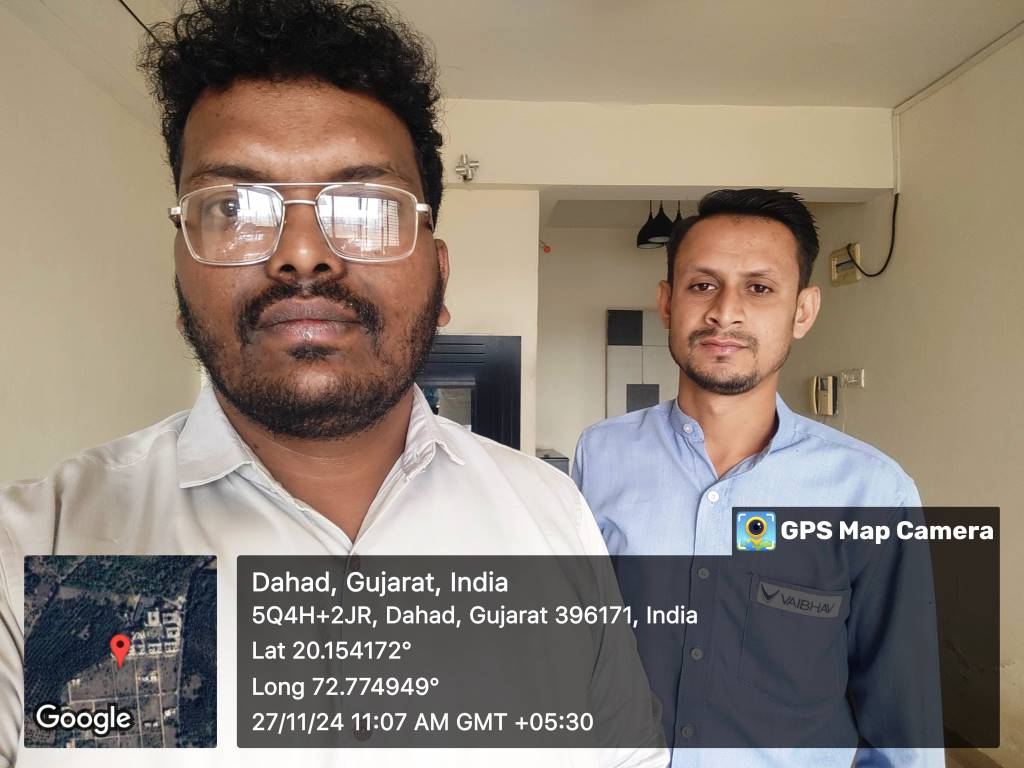 GPS Map Camera
VAIBHAV
Dahad, Gujarat, India
5Q4H+2JR, Dahad, Gujarat 396171, India
Lat 20.154172°
Long 72.774949°
27/11/24 11:07 AM GMT +05:30
Google